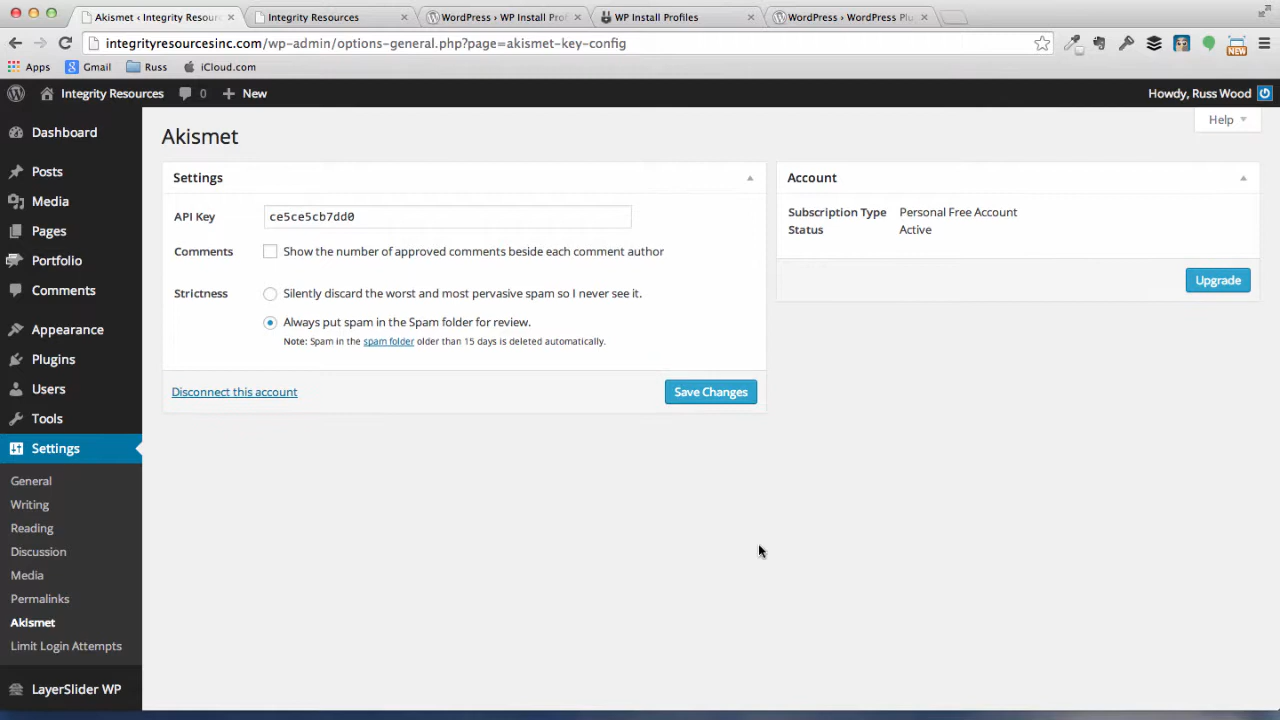 Akismet ‹ Integrity Resour
Integrity Resources
WordPress › WP Install Prof
WP Install Profiles
WordPress › WordPress Plu
integrityresourcesinc.com/wp-admin/options-general.php?page=akismet-key-config
NEW
Apps
Gmail
Russ
iCloud.com
Integrity Resources
0
New
Howdy, Russ Wood
Help
Dashboard
Posts
Media
Pages
Portfolio
Comments
Appearance
Plugins
Users
Tools
Settings
General
Writing
Reading
Discussion
Media
Permalinks
Akismet
Limit Login Attempts
LayerSlider WP
Akismet
Settings
API Key ce5ce5cb7dd0
Comments Show the number of approved comments beside each comment author
Strictness Silently discard the worst and most pervasive spam so I never see it.
Always put spam in the Spam folder for review.
Note: Spam in the spam folder older than 15 days is deleted automatically.
Disconnect this account
Save Changes
Account
Subscription Type Personal Free Account
Status Active
Upgrade